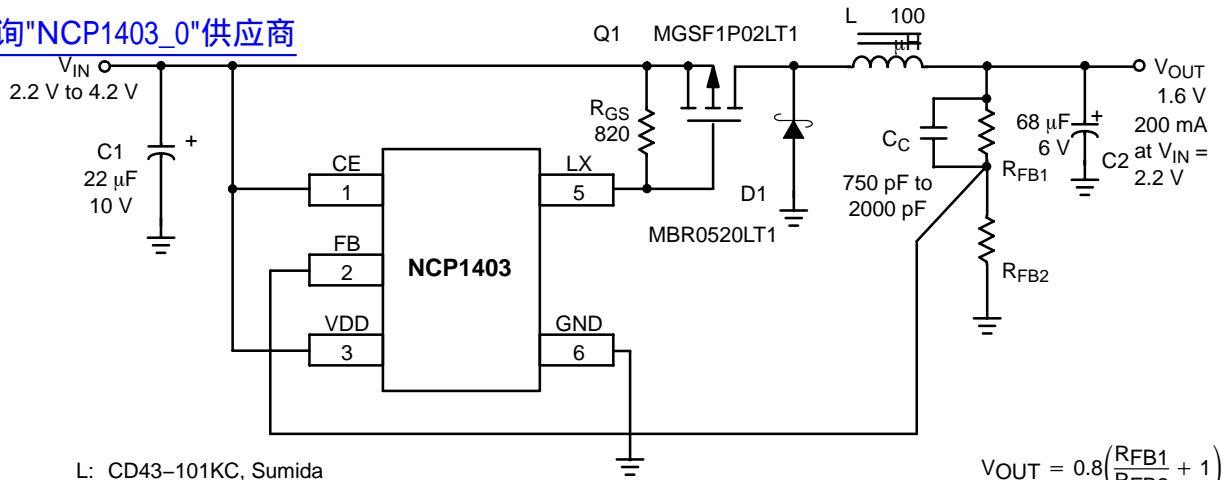 询"NCP1403_0"供应商
Q1 MGSF1P02LT1
L 100
μH
VIN
2.2 V to 4.2 V
VOUT
1.6 V
200 mA
at VIN =
2.2 V
RGS
820
C1
22 μF
10 V
+
CE
1
LX
5
FB
2
NCP1403
VDD
3
GND
6
D1
MBR0520LT1
CC
750 pF to
2000 pF
RFB1
RFB2
68 μF
6 V
+
C2
L: CD43–101KC, Sumida
VOUT = 0.8(RFB1/RFB2 + 1)